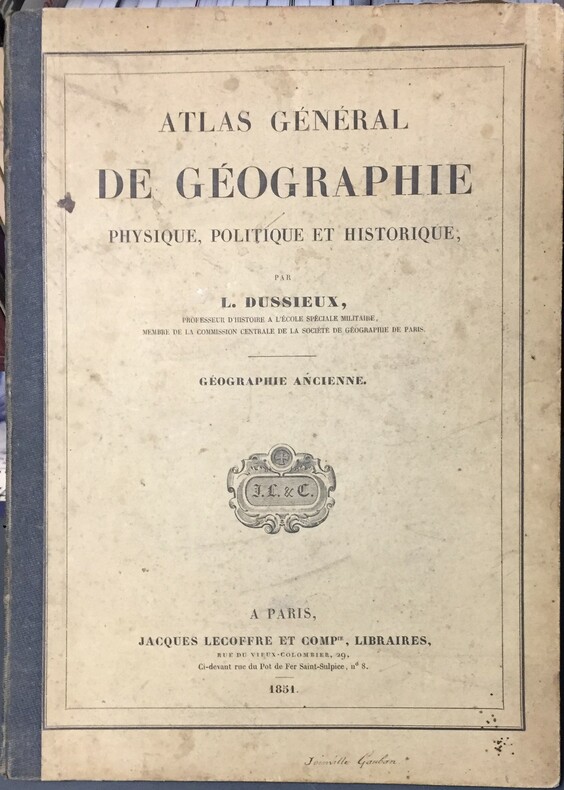 ATLAS GÉNÉRAL
DE GÉOGRAPHIE
PHYSIQUE, POLITIQUE ET HISTORIQUE,
PAR
L. DUSSIEUX,
PROFESSEUR D'HISTOIRE A L'ÉCOLE SPÉCIALE MILITAIRE,
MEMBRE DE LA COMMISSION CENTRALE DE LA SOCIÉTÉ DE GÉOGRAPHIE DE PARIS.
GÉOGRAPHIE ANCIENNE.
J. L. & C.
A PARIS,
JACQUES LECOFFRE ET COMPie, LIBRAIRES,
RUE DU VIEUX-COLOMBIER, 29,
Ci-devant rue du Pot de Fer Saint-Sulpice, no 8.
1851.